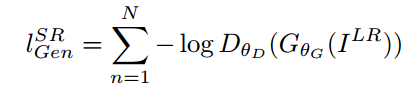 l^{SR}_{Gen} = \sum_{n=1}^{N} - \log D_{\theta_D}(G_{\theta_G}(I^{LR}))